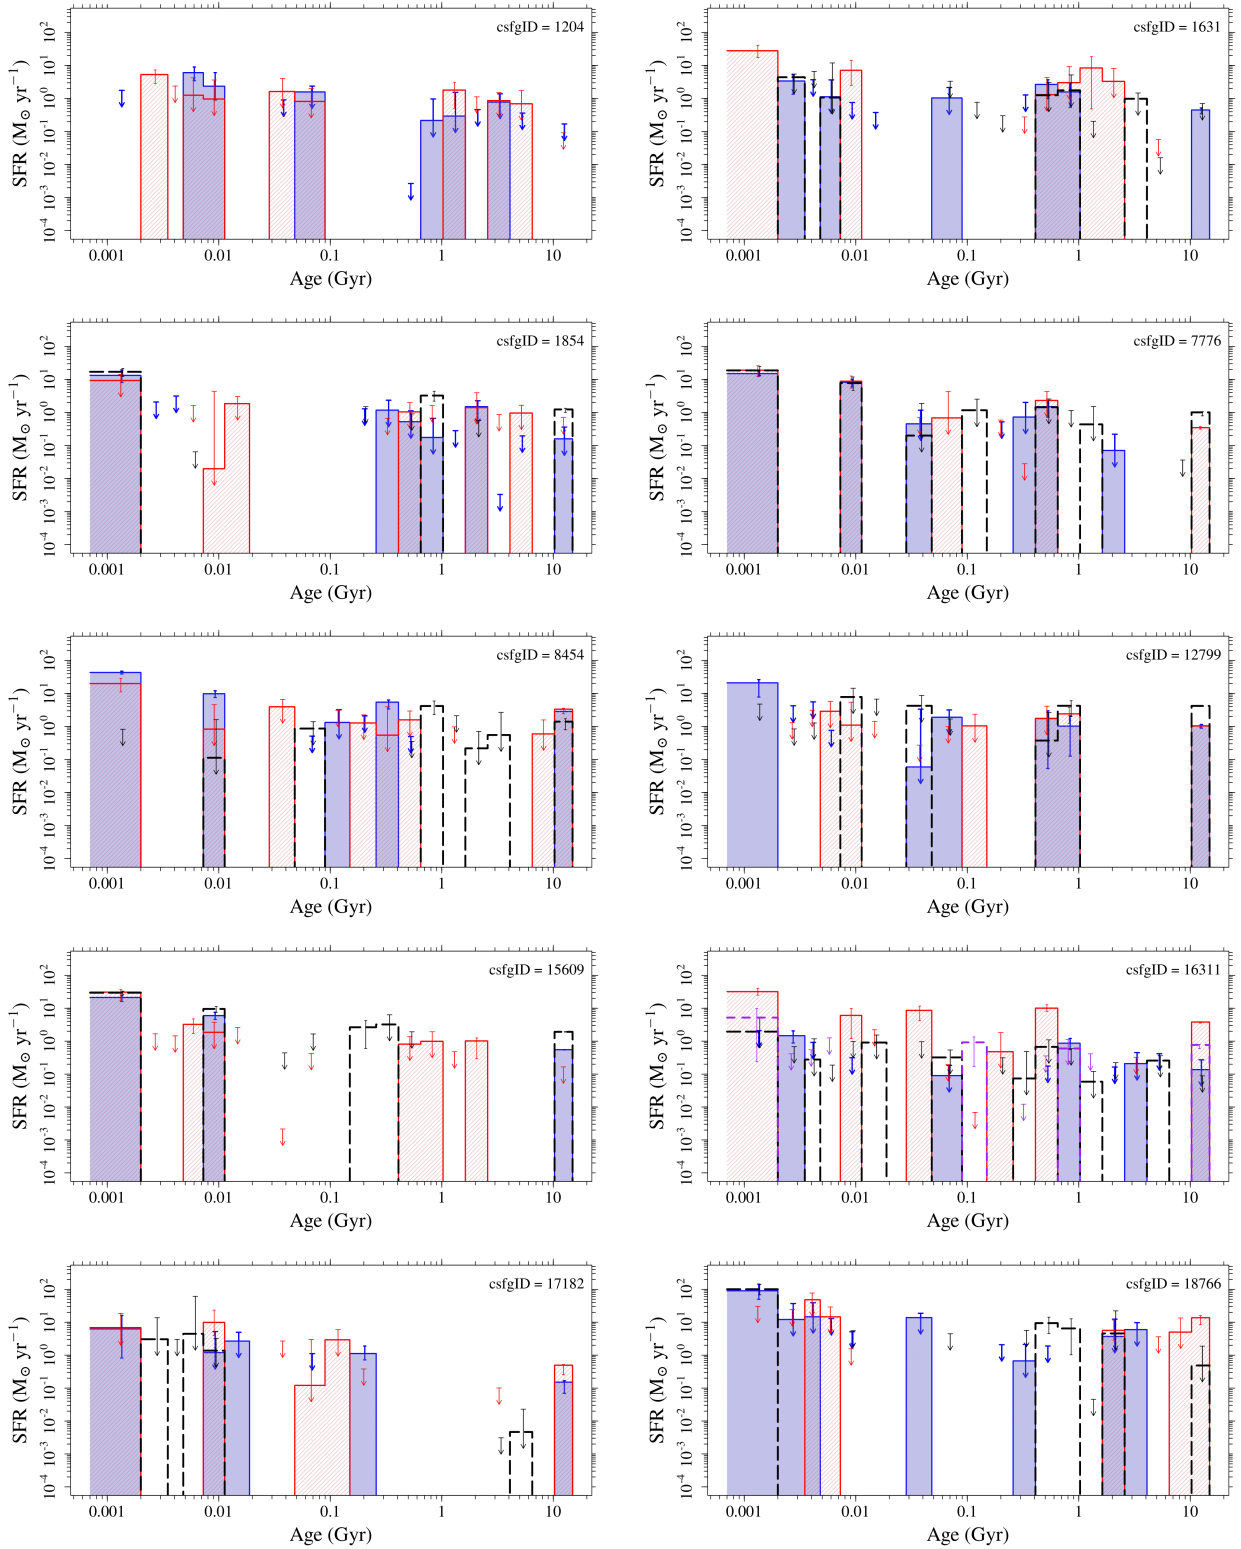 csfgID = 1204
SFR (M⊙ yr⁻¹)
10² 10¹ 10⁰ 10⁻¹ 10⁻² 10⁻³ 10⁻⁴
0.001 0.01 0.1 1 10
Age (Gyr)
csfgID = 1631
SFR (M⊙ yr⁻¹)
10² 10¹ 10⁰ 10⁻¹ 10⁻² 10⁻³ 10⁻⁴
0.001 0.01 0.1 1 10
Age (Gyr)
csfgID = 1854
SFR (M⊙ yr⁻¹)
10² 10¹ 10⁰ 10⁻¹ 10⁻² 10⁻³ 10⁻⁴
0.001 0.01 0.1 1 10
Age (Gyr)
csfgID = 7776
SFR (M⊙ yr⁻¹)
10² 10¹ 10⁰ 10⁻¹ 10⁻² 10⁻³ 10⁻⁴
0.001 0.01 0.1 1 10
Age (Gyr)
csfgID = 8454
SFR (M⊙ yr⁻¹)
10² 10¹ 10⁰ 10⁻¹ 10⁻² 10⁻³ 10⁻⁴
0.001 0.01 0.1 1 10
Age (Gyr)
csfgID = 12799
SFR (M⊙ yr⁻¹)
10² 10¹ 10⁰ 10⁻¹ 10⁻² 10⁻³ 10⁻⁴
0.001 0.01 0.1 1 10
Age (Gyr)
csfgID = 15609
SFR (M⊙ yr⁻¹)
10² 10¹ 10⁰ 10⁻¹ 10⁻² 10⁻³ 10⁻⁴
0.001 0.01 0.1 1 10
Age (Gyr)
csfgID = 16311
SFR (M⊙ yr⁻¹)
10² 10¹ 10⁰ 10⁻¹ 10⁻² 10⁻³ 10⁻⁴
0.001 0.01 0.1 1 10
Age (Gyr)
csfgID = 17182
SFR (M⊙ yr⁻¹)
10² 10¹ 10⁰ 10⁻¹ 10⁻² 10⁻³ 10⁻⁴
0.001 0.01 0.1 1 10
Age (Gyr)
csfgID = 18766
SFR (M⊙ yr⁻¹)
10² 10¹ 10⁰ 10⁻¹ 10⁻² 10⁻³ 10⁻⁴
0.001 0.01 0.1 1 10
Age (Gyr)